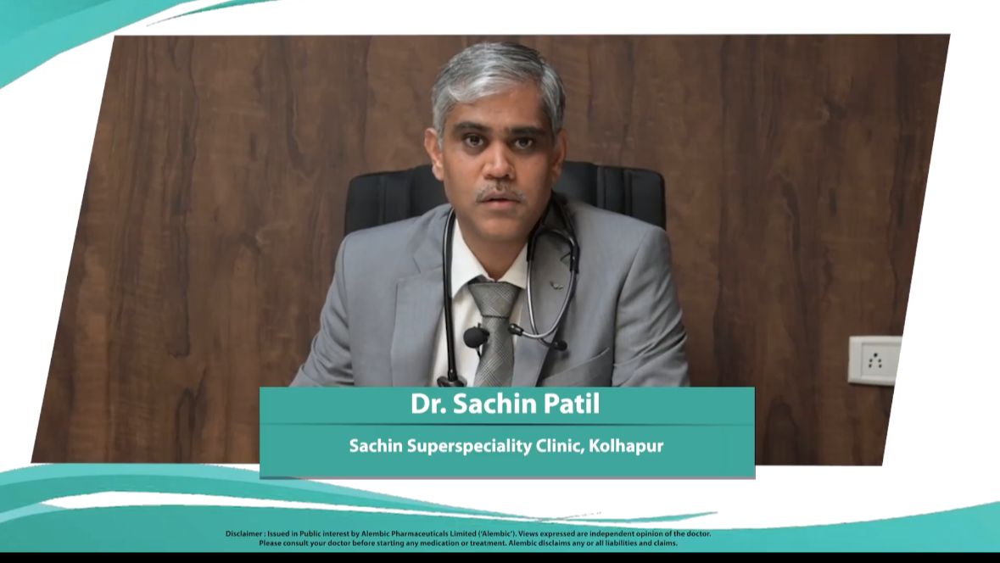 Dr. Sachin Patil
Sachin Superspeciality Clinic, Kolhapur
Disclaimer : Issued in Public interest by Alembic Pharmaceuticals Limited (‘Alembic’). Views expressed are independent opinion of the doctor.
Please consult your doctor before starting any medication or treatment. Alembic disclaims any or all liabilities and claims.